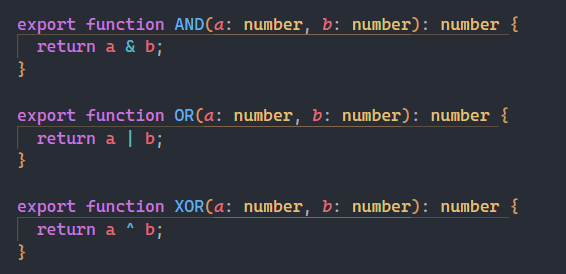 export function AND(a: number, b: number): number {
  return a & b;
}

export function OR(a: number, b: number): number {
  return a | b;
}

export function XOR(a: number, b: number): number {
  return a ^ b;
}